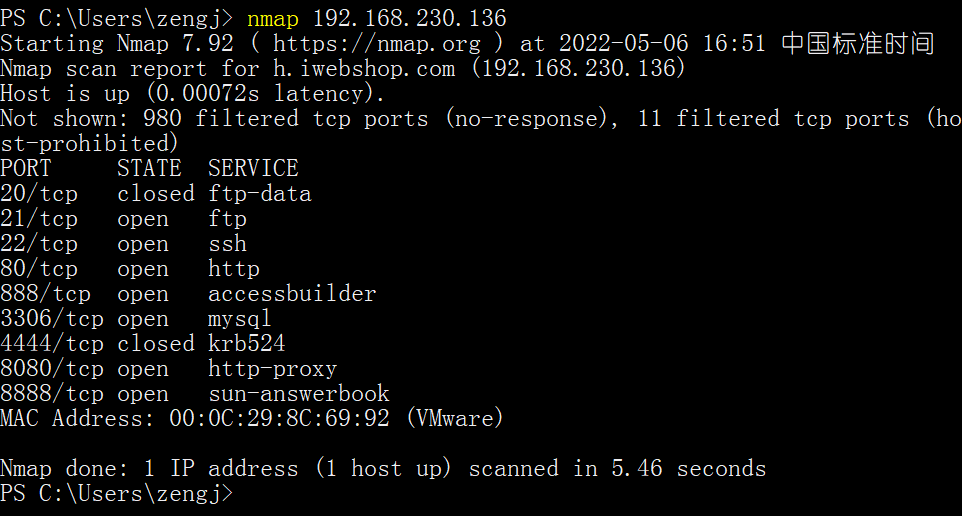 PS C:\Users\zengj> nmap 192.168.230.136
Starting Nmap 7.92 ( https://nmap.org ) at 2022-05-06 16:51 中国标准时间
Nmap scan report for h.iwebshop.com (192.168.230.136)
Host is up (0.00072s latency).
Not shown: 980 filtered tcp ports (no-response), 11 filtered tcp ports (ho
st-prohibited)
PORT     STATE  SERVICE
20/tcp   closed ftp-data
21/tcp   open   ftp
22/tcp   open   ssh
80/tcp   open   http
888/tcp  open   accessbuilder
3306/tcp open   mysql
4444/tcp closed krb524
8080/tcp open   http-proxy
8888/tcp open   sun-answerbook
MAC Address: 00:0C:29:8C:69:92 (VMware)
Nmap done: 1 IP address (1 host up) scanned in 5.46 seconds
PS C:\Users\zengj>